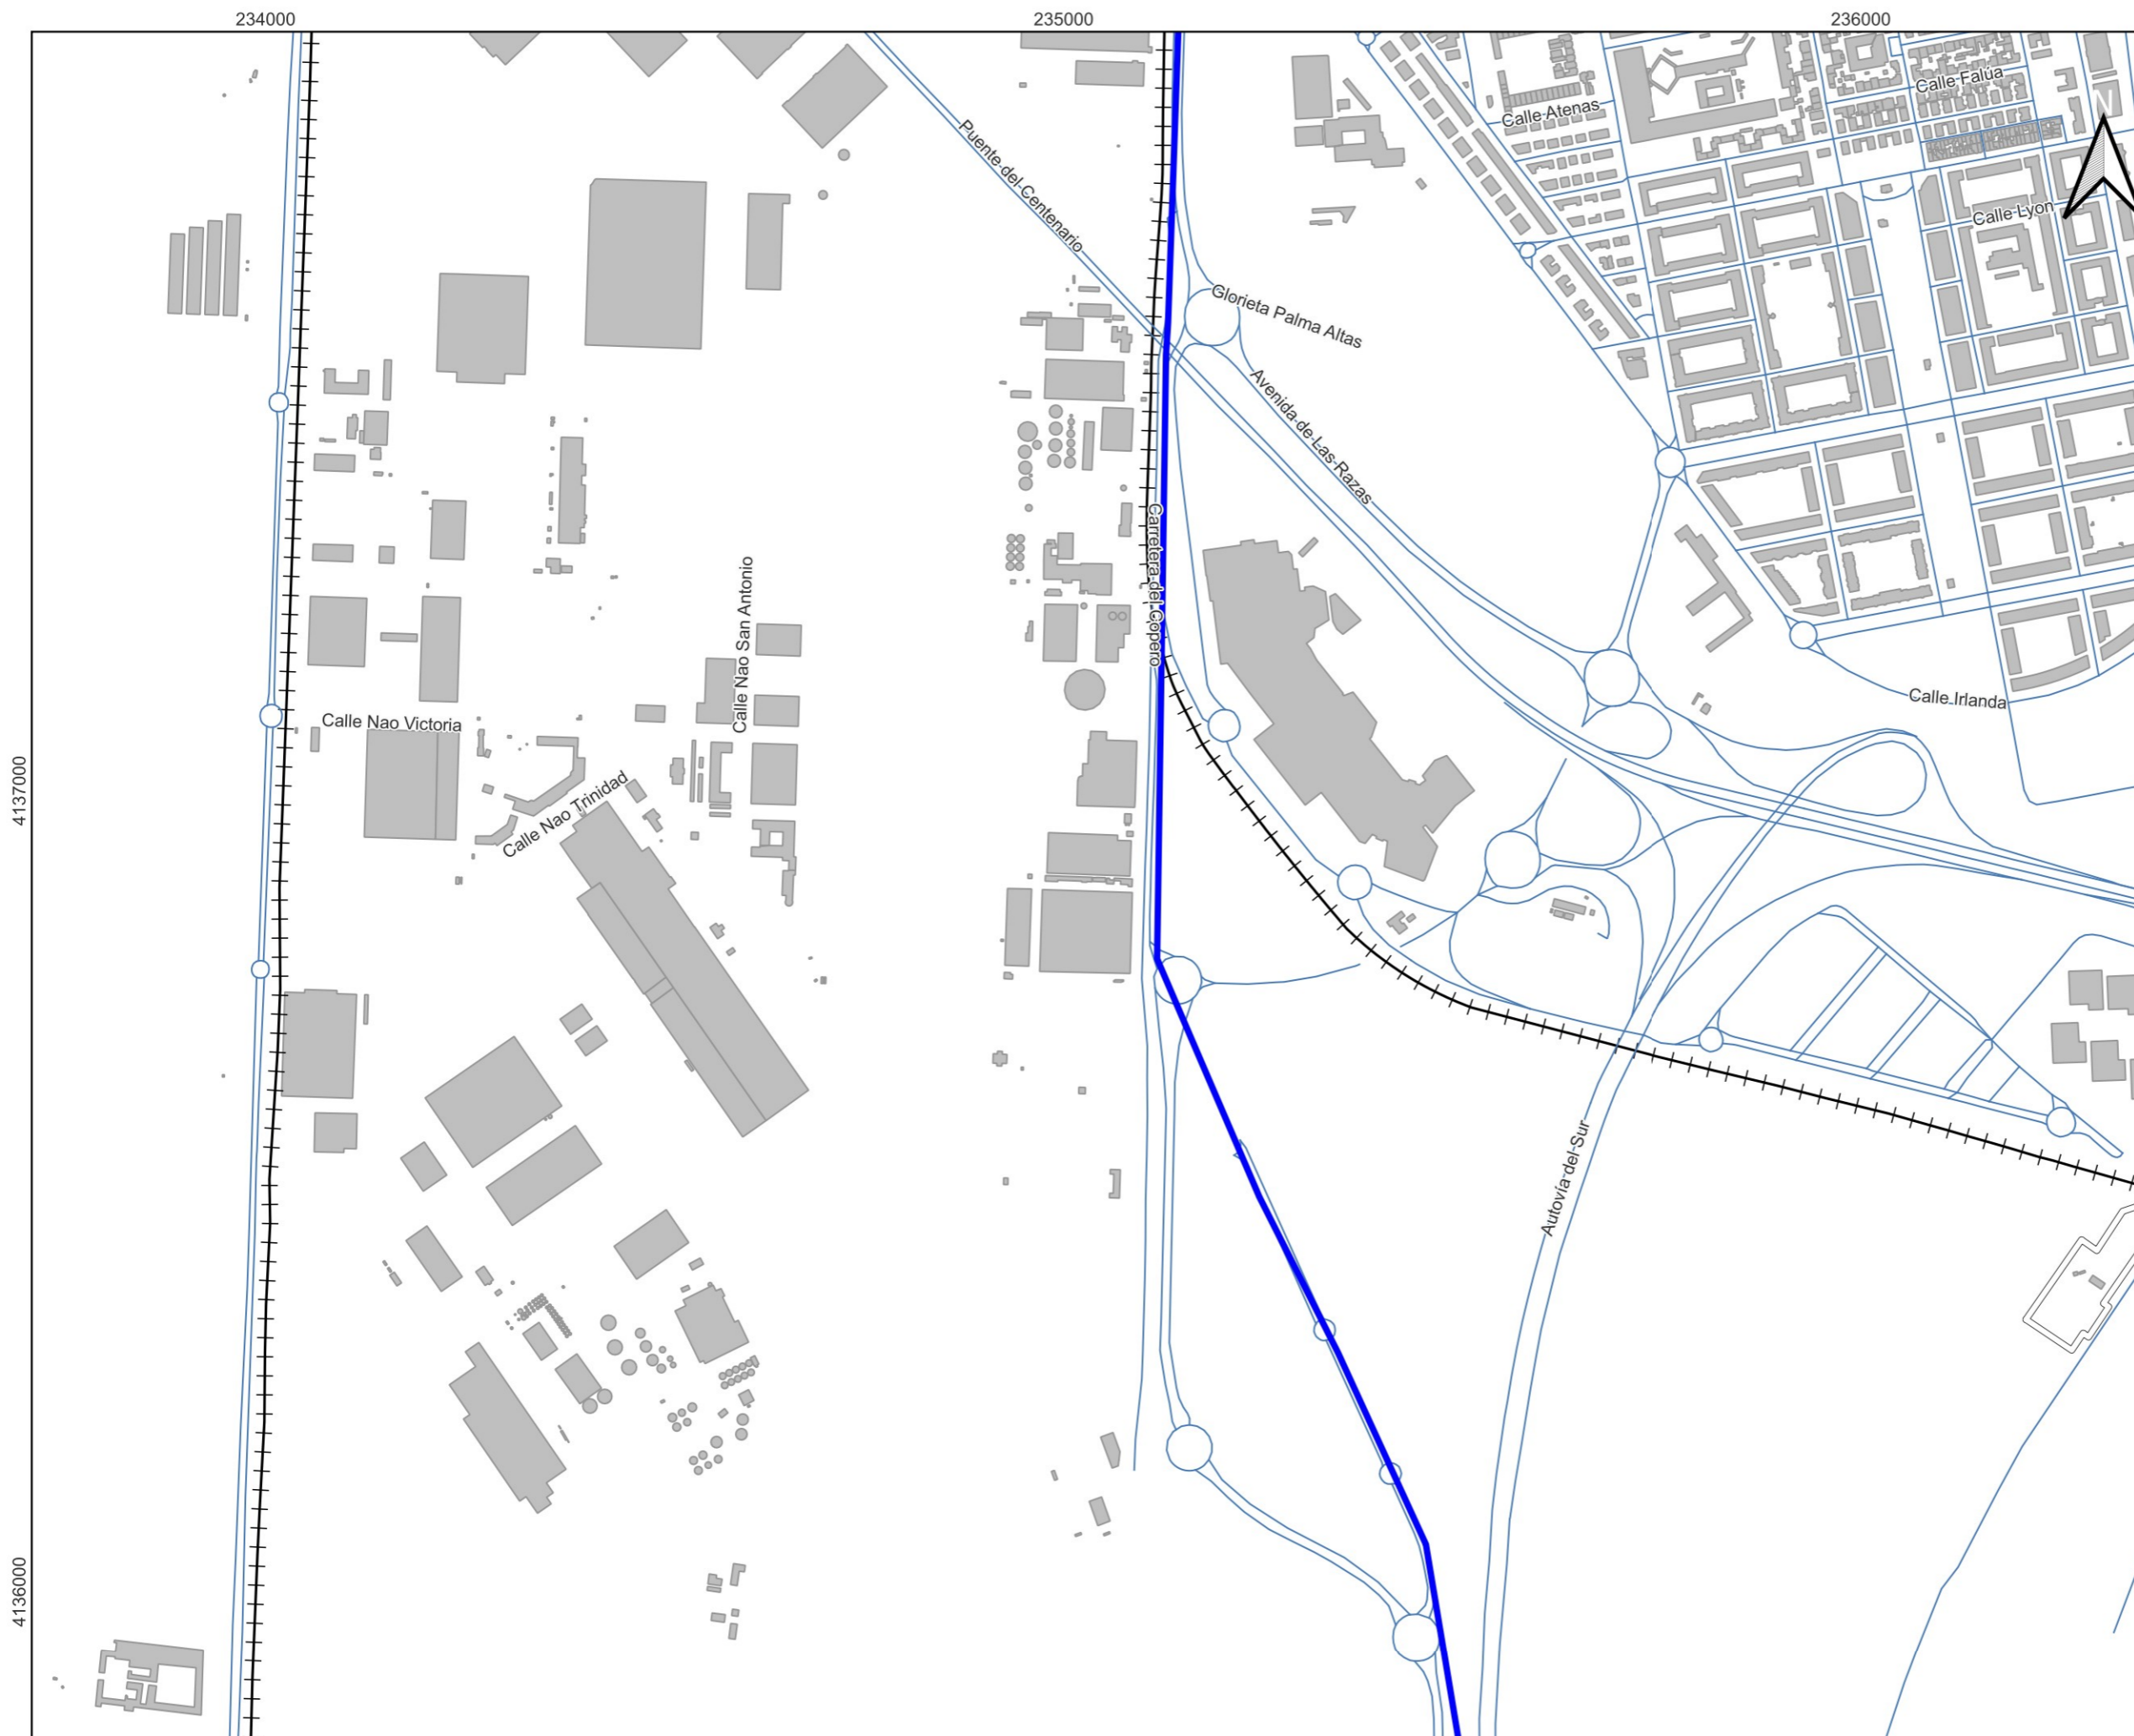 234000
235000
236000
Calle Falúa
Calle Atenas
N
Puente del Centenario
Calle Lyon
Glorieta Palma Altas
Avenida de Las Razas
Carretera del Copero
Calle Nao San Antonio
Calle Irlanda
Calle Nao Victoria
4137000
Calle Nao Trinidad
Autovía del Sur
4136000